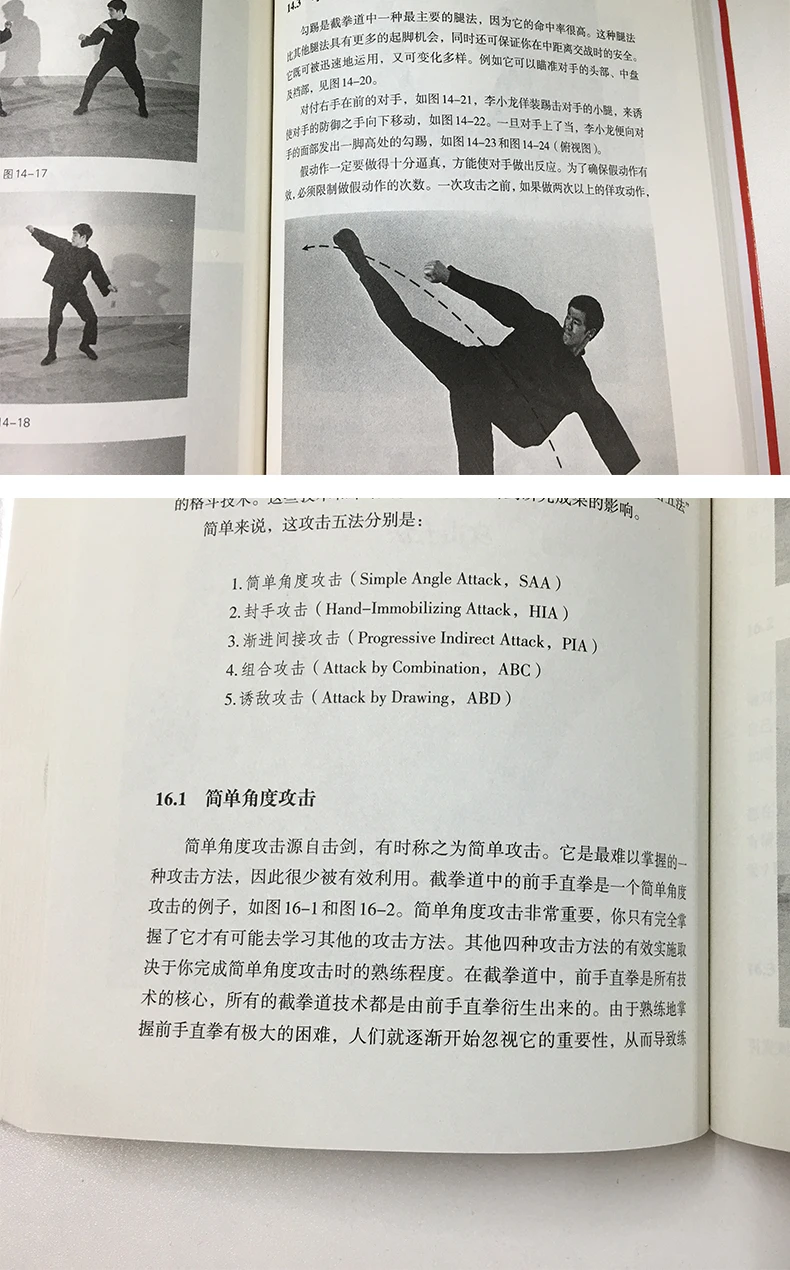 图14-17
14-18
14.3
勾踢是截拳道中一种最主要的腿法，因为它的命中率很高。这种腿法
比其他腿法具有更多的起脚机会，同时还可保证你在中距离交战时的安全。
它既可被迅速地运用，又可变化多样。例如它可以瞄准对手的头部、中盘
及裆部，见图14-20。
对付右手在前的对手，如图14-21，李小龙佯装踢击对手的小腿，来诱
使对手的防御之手向下移动，如图14-22。一旦对手上了当，李小龙便向对
手的面部发出一脚高处的勾踢，如图14-23和图14-24（俯视图）。
假动作一定要做得十分逼真，方能使对手做出反应。为了确保假动作有
效，必须限制做假动作的次数。一次攻击之前，如果做两次以上的佯攻动作，
的格斗技术。这些技术和
究成果的影响。
五法”
简单来说，这攻击五法分别是：
1.简单角度攻击（Simple Angle Attack，SAA）
2.封手攻击（Hand-Immobilizing Attack，HIA）
3.渐进间接攻击（Progressive Indirect Attack，PIA）
4.组合攻击（Attack by Combination，ABC）
5.诱敌攻击（Attack by Drawing，ABD）
16.1 简单角度攻击
简单角度攻击源自击剑，有时称之为简单攻击。它是最难以掌握的一
种攻击方法，因此很少被有效利用。截拳道中的前手直拳是一个简单角度
攻击的例子，如图16-1和图16-2。简单角度攻击非常重要，你只有完全掌
握了它才有可能去学习其他的攻击方法。其他四种攻击方法的有效实施取
决于你完成简单角度攻击时的熟练程度。在截拳道中，前手直拳是所有技
术的核心，所有的截拳道技术都是由前手直拳衍生出来的。由于熟练地掌
握前手直拳有极大的困难，人们就逐渐开始忽视它的重要性，从而导致练